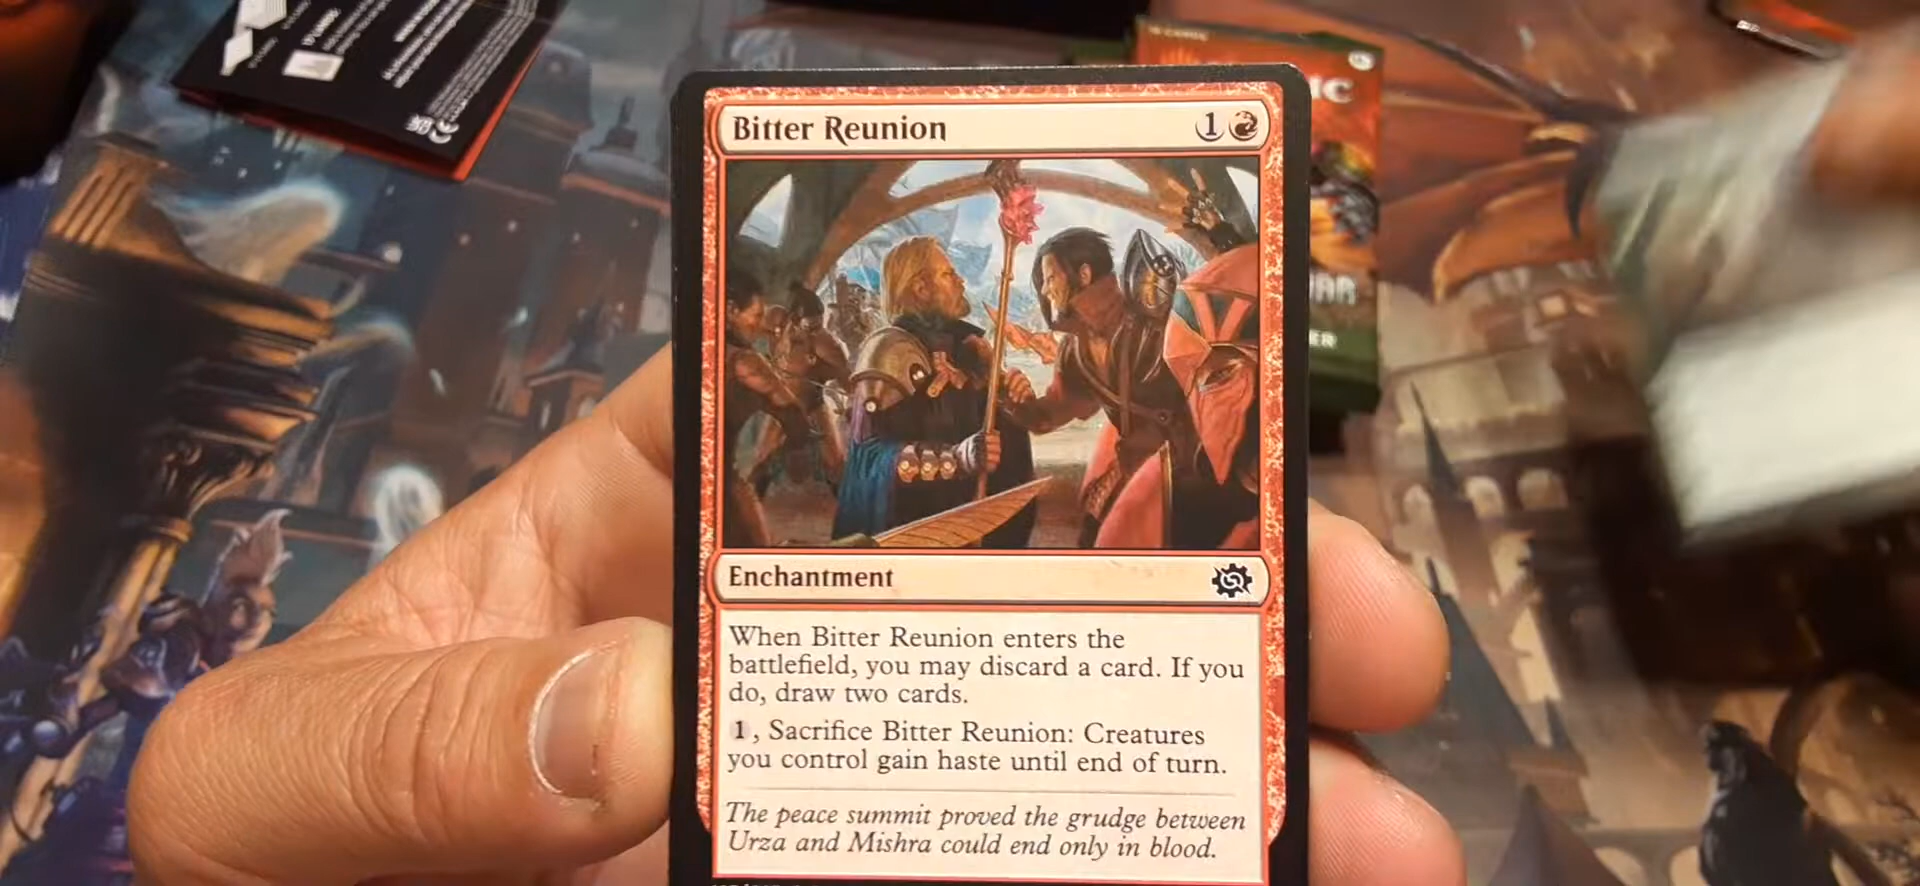 Bitter Reunion
1
Enchantment
When Bitter Reunion enters the
battlefield, you may discard a card. If you
do, draw two cards.
1, Sacrifice Bitter Reunion: Creatures
you control gain haste until end of turn.
The peace summit proved the grudge between
Urza and Mishra could end only in blood.